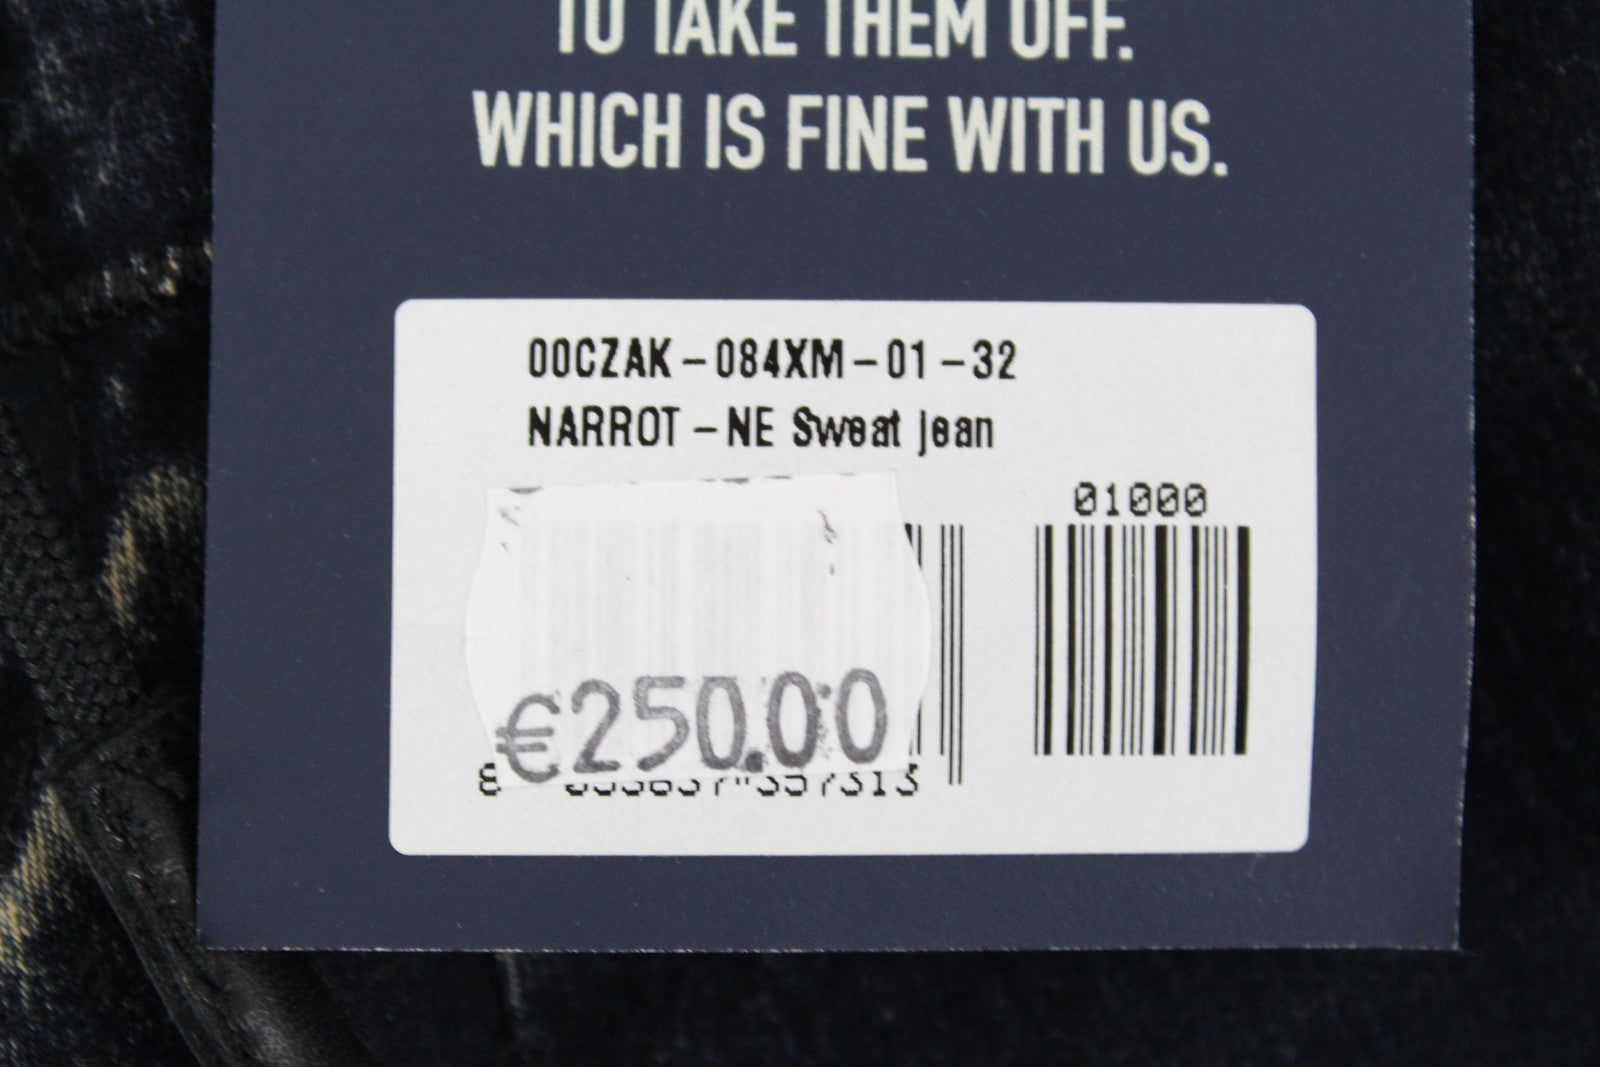 TO TAKE THEM OFF.
WHICH IS FINE WITH US.
00CZAK-084XM-01-32
NARROT-NE Sweat jean
01000
€250.00
8